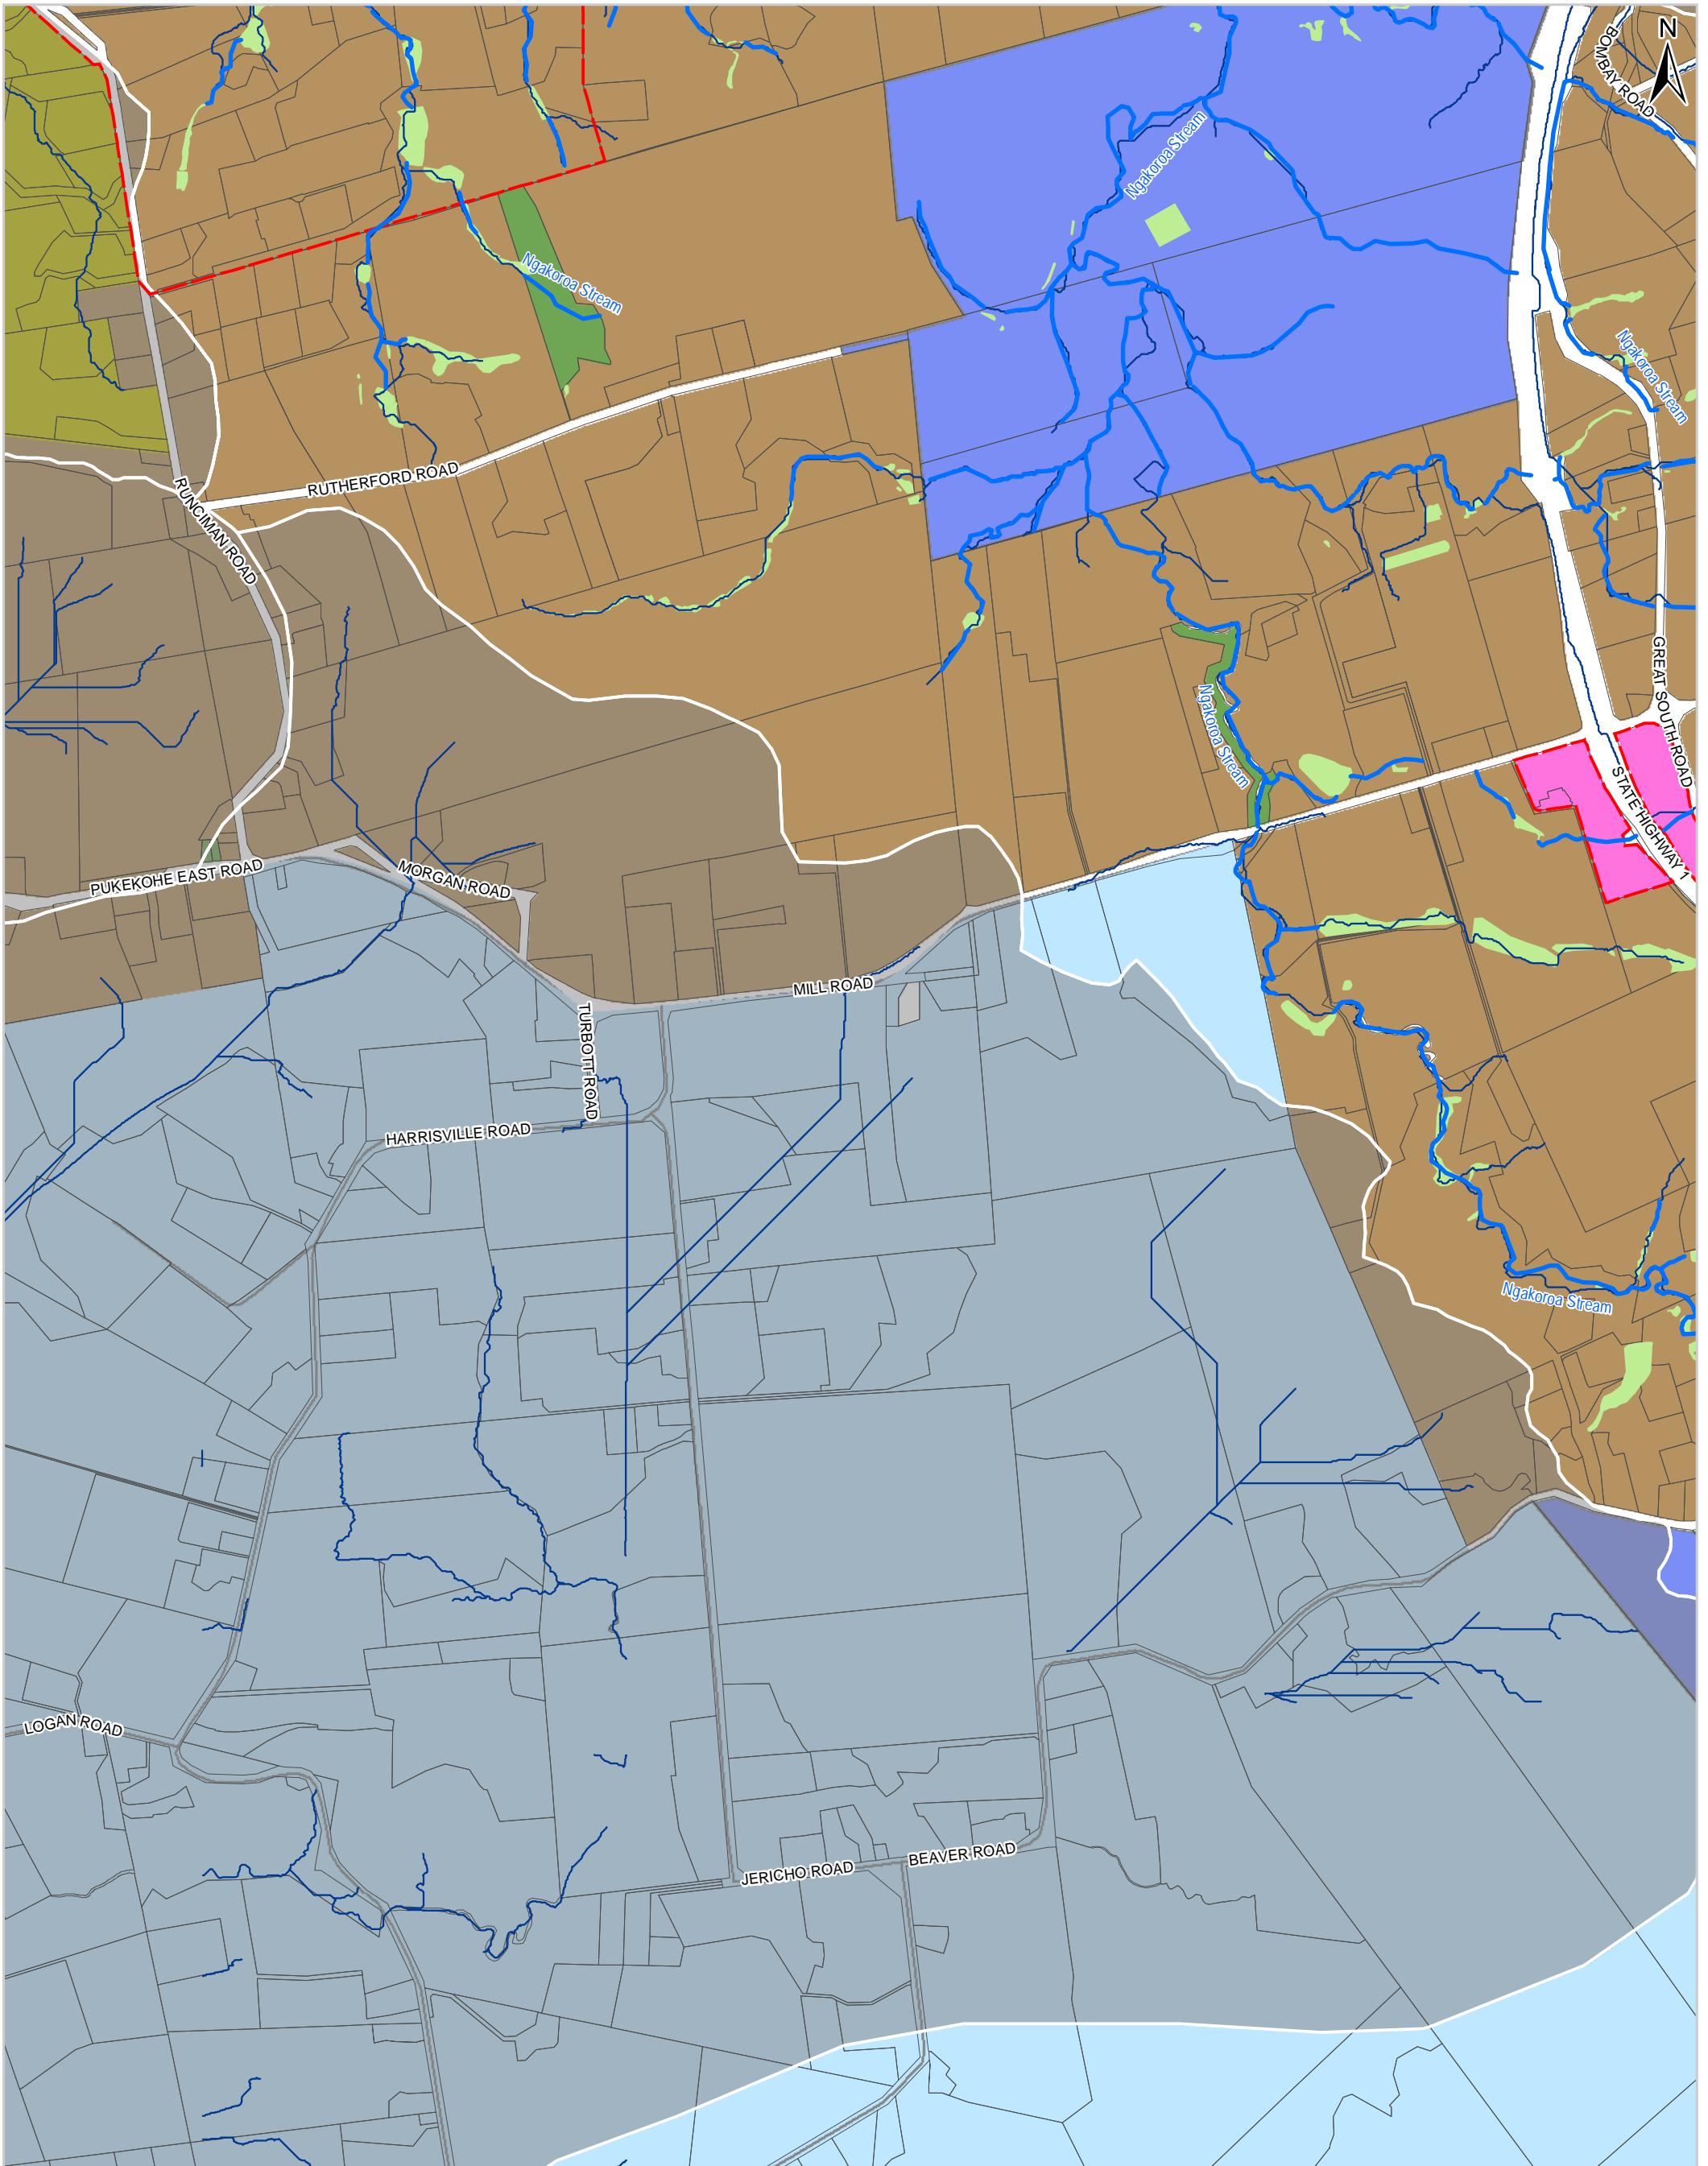 N
BOMBAY ROAD
Ngakoroa Stream
Ngakoroa Stream
Ngakoroa Stream
RUTHERFORD ROAD
RUNCIMAN ROAD
GREAT SOUTH ROAD
Ngakoroa Stream
STATE HIGHWAY 1
PUKEKOHE EAST ROAD
MORGAN ROAD
MILL ROAD
TURBOTT ROAD
HARRISVILLE ROAD
Ngakoroa Stream
LOGAN ROAD
JERICHO ROAD
BEAVER ROAD